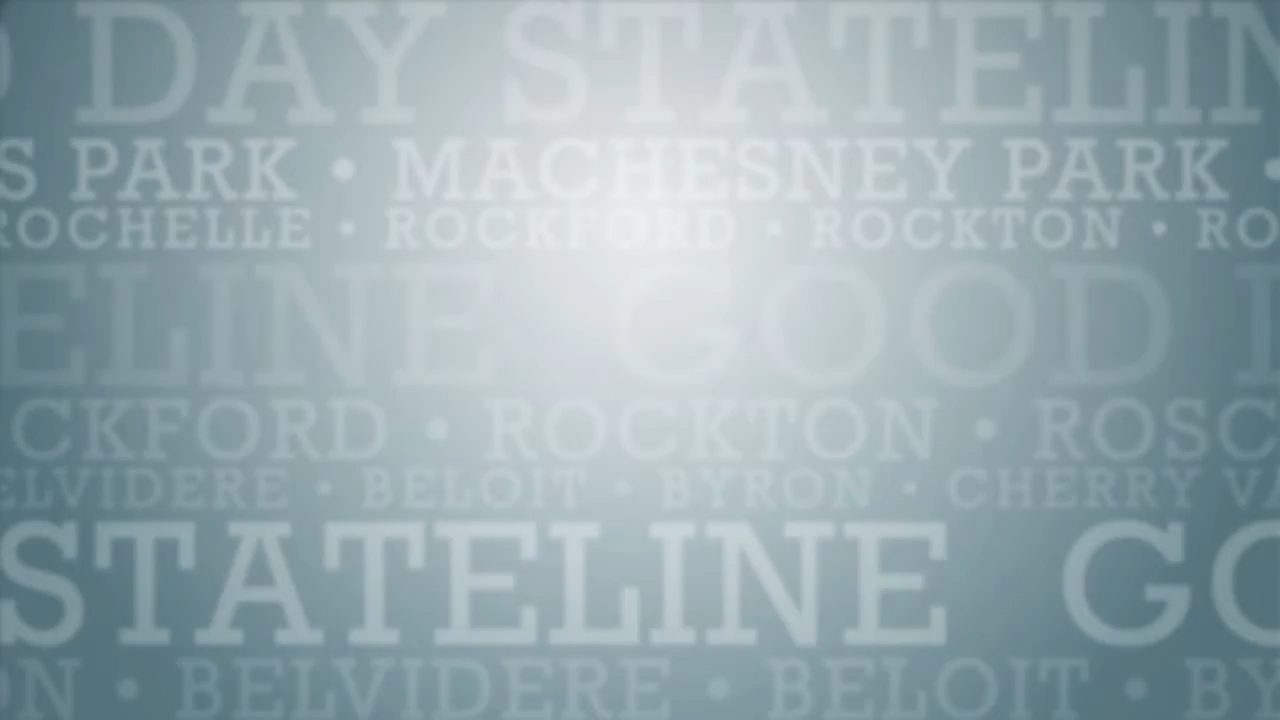 DAY STATELIN
S PARK • MACHESNEY PARK •
ROCHELLE • ROCKFORD • ROCKTON • RO
ELINE GOOD D
CKFORD • ROCKTON • ROSC
ELVIDERE • BELOIT • BYRON • CHERRY VA
STATELINE GO
ON • BELVIDERE • BELOIT • BY